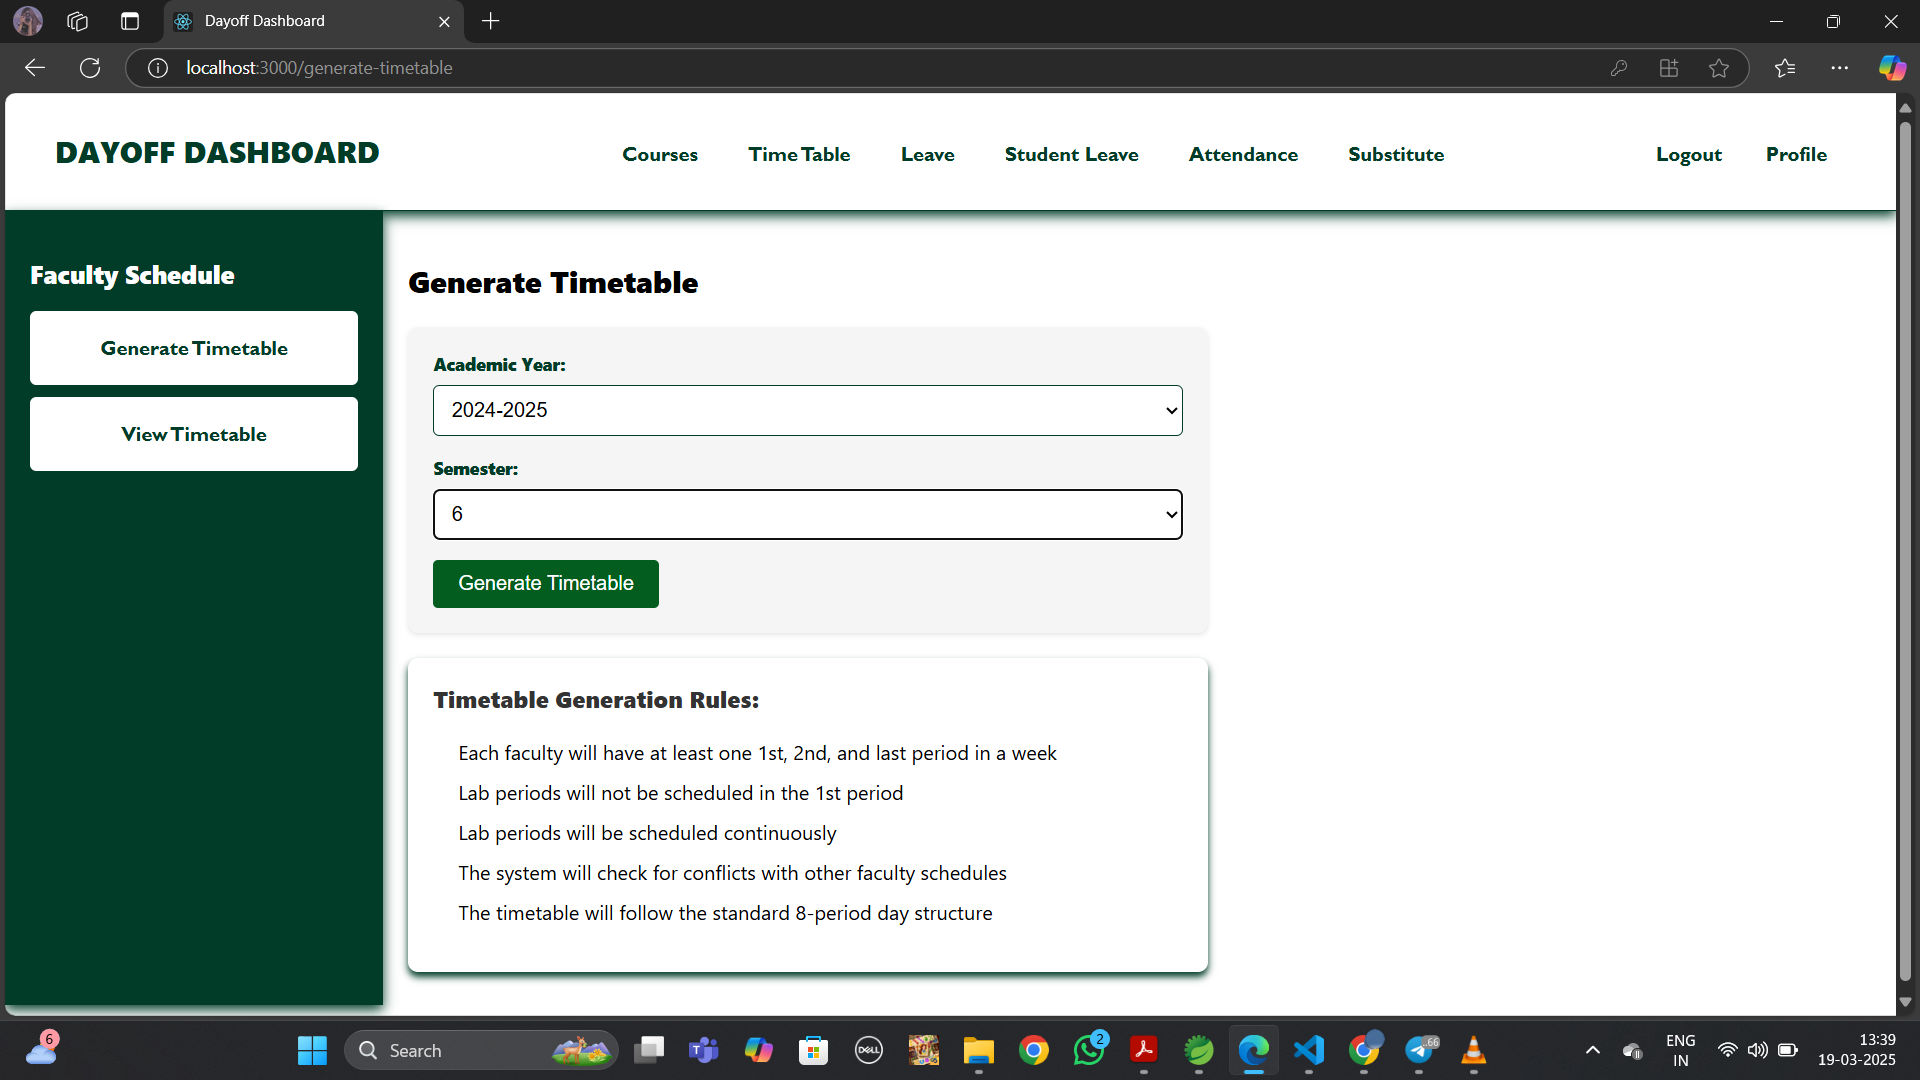 Dayoff Dashboard
localhost:3000/generate-timetable
DAYOFF DASHBOARD
Courses
Time Table
Leave
Student Leave
Attendance
Substitute
Logout
Profile
Faculty Schedule
Generate Timetable
View Timetable
Generate Timetable
Academic Year:
2024-2025
Semester:
6
Generate Timetable
Timetable Generation Rules:
Each faculty will have at least one 1st, 2nd, and last period in a week
Lab periods will not be scheduled in the 1st period
Lab periods will be scheduled continuously
The system will check for conflicts with other faculty schedules
The timetable will follow the standard 8-period day structure
6
Search
DELL
2
66
ENG
IN
13:39
19-03-2025